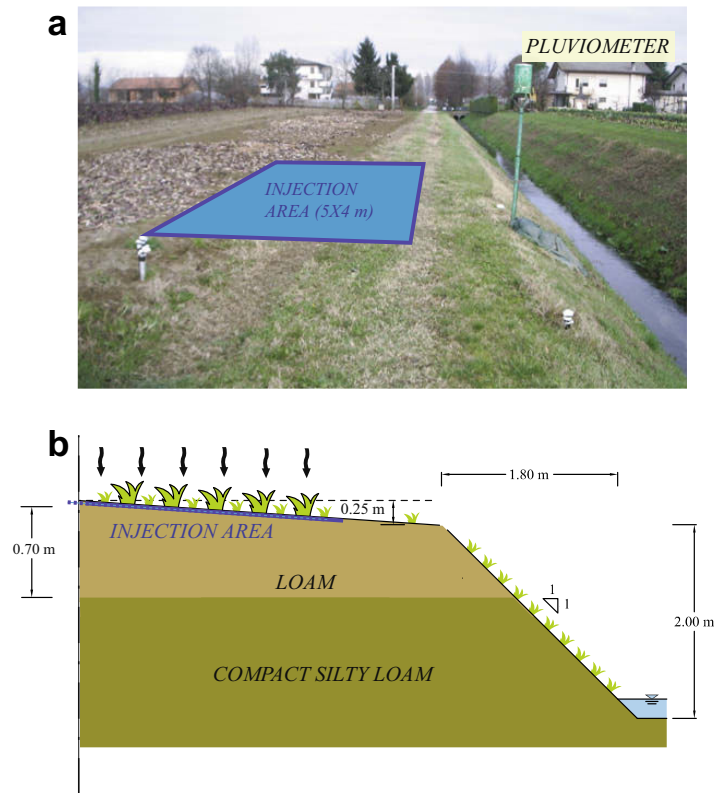 a
PLUVIOMETER
INJECTION
AREA (5X4 m)
b
1.80 m
0.25 m
INJECTION AREA
0.70 m
LOAM
1
1
2.00 m
COMPACT SILTY LOAM